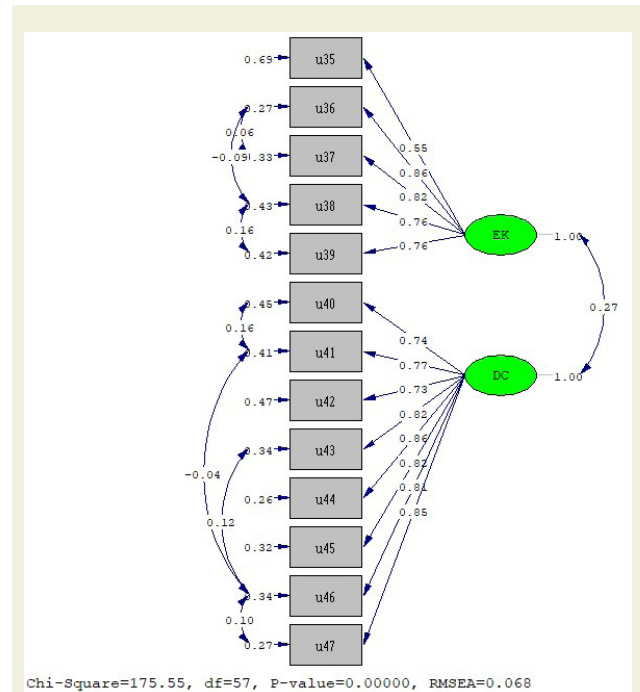 0.69 u35
0.27 u36
0.06
-0.09 0.33 u37
0.43 u38
0.16
0.42 u39
0.45 u40
0.16
0.41 u41
0.47 u42
0.34 u43
-0.04
0.26 u44
0.12
0.32 u45
0.34 u46
0.10
0.27 u47
0.55
0.86
0.82
0.76
0.76
EK 1.00
0.27
0.74
0.77
0.73
0.82
0.86
0.82
0.81
0.85
DC 1.00
Chi-Square=175.55, df=57, P-value=0.00000, RMSEA=0.068